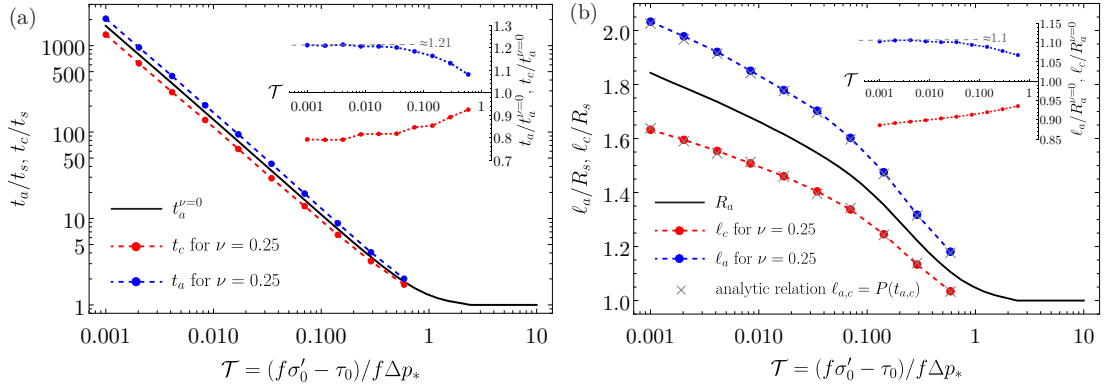 (a)
1000
500
100
50
10
5
1
t_a/t_s, t_c/t_s
0.001
0.010
0.100
1
10
𝒯 = (fσ′_0 − τ_0)/fΔp_*
t_a^{ν=0}
t_c for ν = 0.25
t_a for ν = 0.25
≈1.21
𝒯
0.001
0.010
0.100
1
1.3
1.2
1.1
1.0
0.9
0.8
0.7
t_a/t_a^{ν=0}, t_c/t_a^{ν=0}
(b)
2.0
1.8
1.6
1.4
1.2
1.0
ℓ_a/R_s, ℓ_c/R_s
0.001
0.010
0.100
1
10
𝒯 = (fσ′_0 − τ_0)/fΔp_*
R_a
ℓ_c for ν = 0.25
ℓ_a for ν = 0.25
analytic relation ℓ_{a,c} = P(t_{a,c})
≈1.1
𝒯
0.001
0.010
0.100
1
1.15
1.10
1.05
1.00
0.95
0.90
0.85
ℓ_a/R_a^{ν=0}, ℓ_c/R_a^{ν=0}